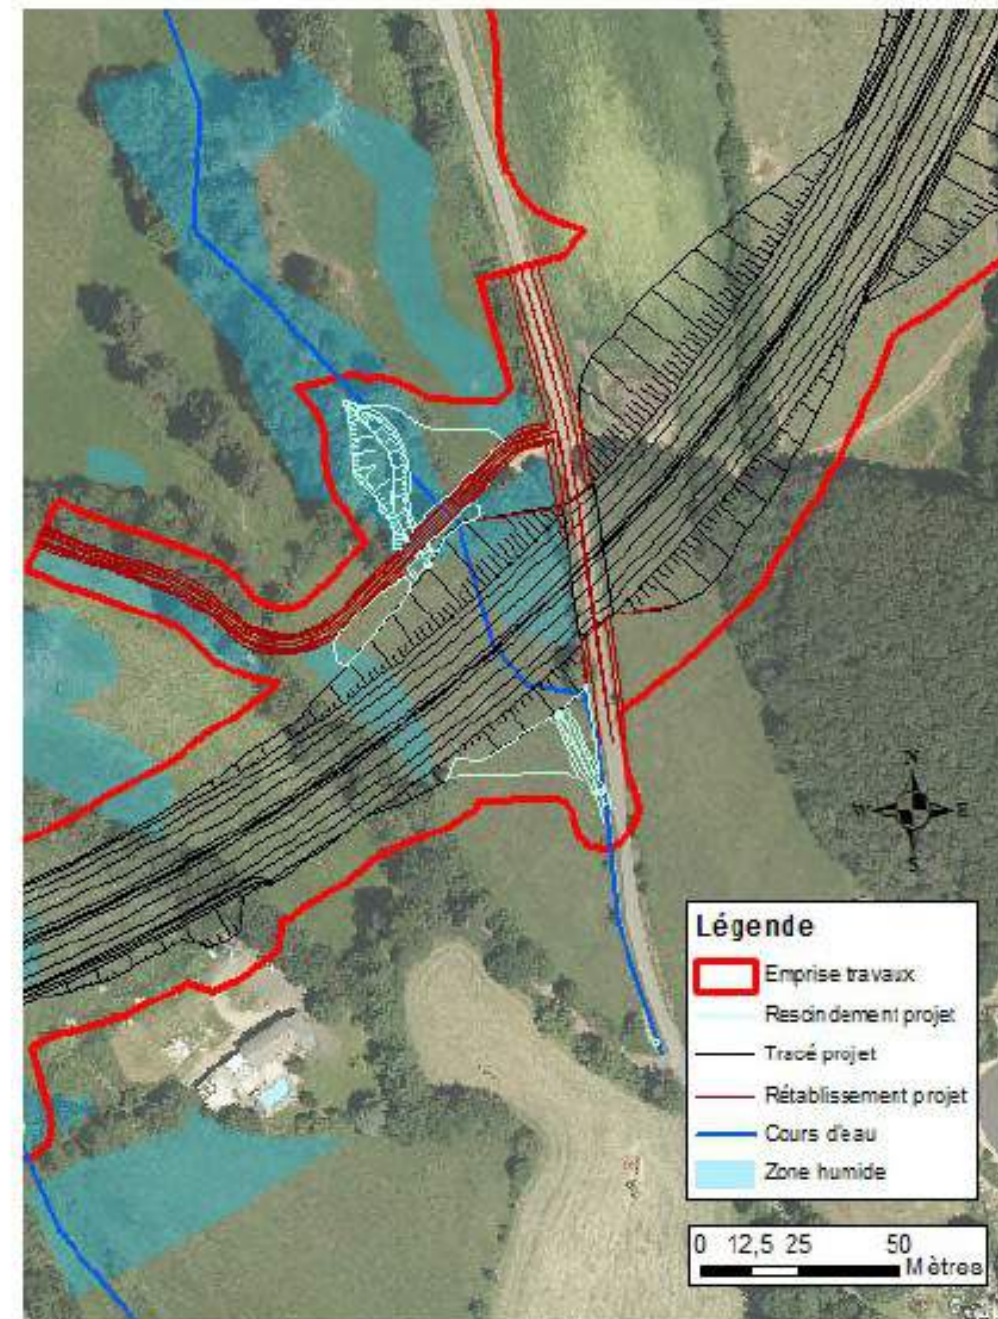 N
W E
S
Légende
Emprise travaux
Rescindement projet
Tracé projet
Rétablissement projet
Cours d'eau
Zone humide
0 12,5 25 50
Mètres